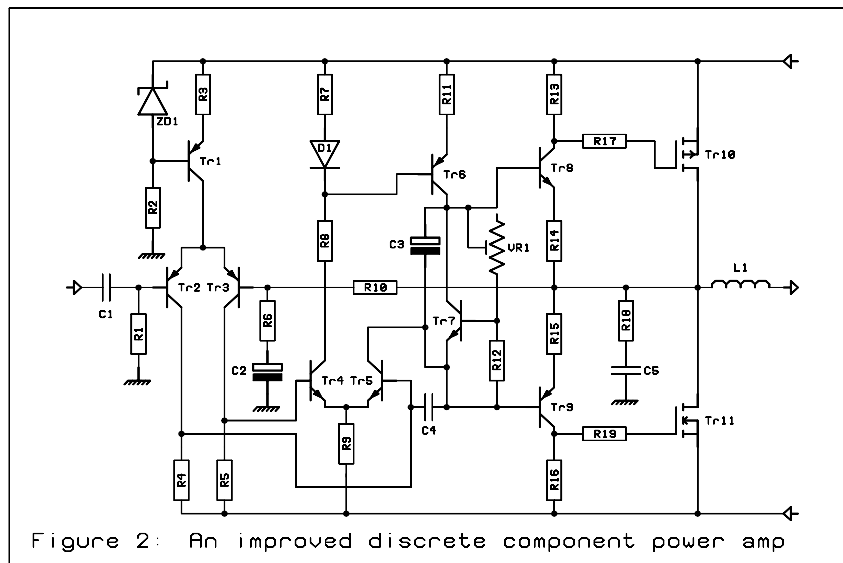 R3
R7
R11
R13
ZD1
D1
R17
Tr1
Tr6
Tr8
Tr10
R2
R8
C3
VR1
R14
L1
Tr2 Tr3
R10
C1
R1
R6
Tr7
R15
R18
C2
R12
C5
Tr4 Tr5
C4
Tr9
Tr11
R19
R4
R5
R9
R16
Figure 2: An improved discrete component power amp